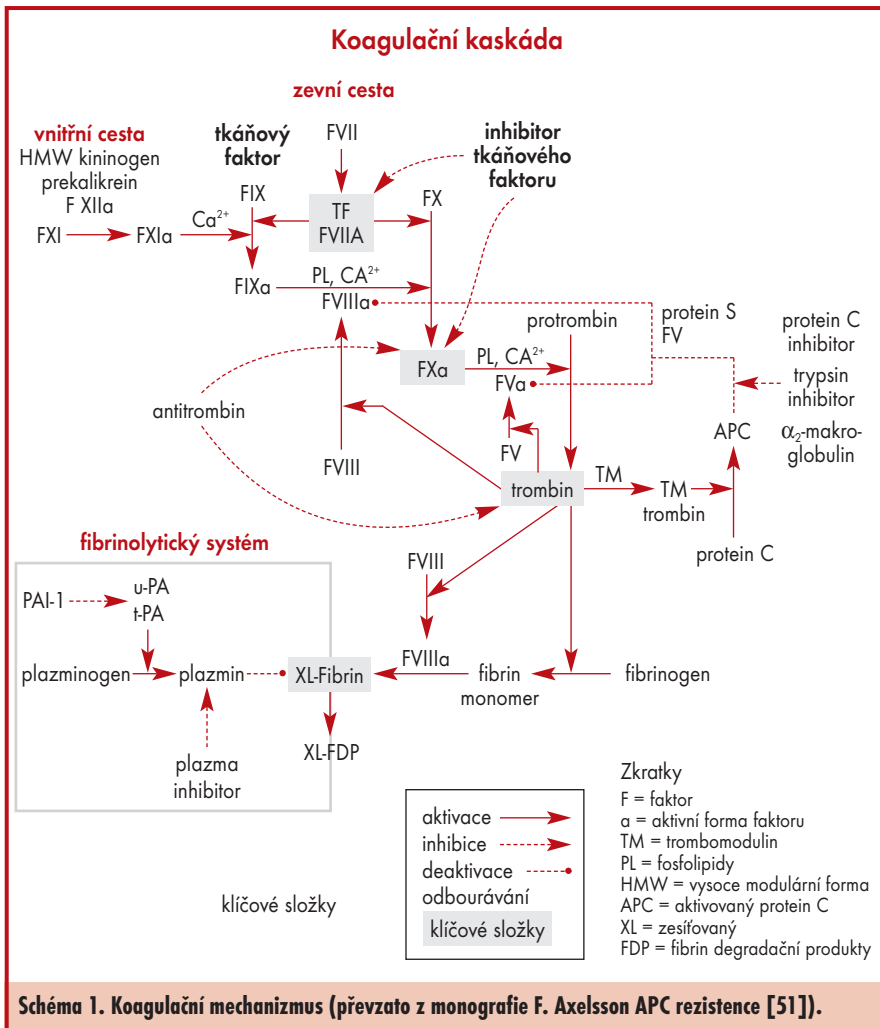 Koagulační kaskáda
zevní cesta
vnitřní cesta
HMW kininogen
prekalikrein
F XIIa
FXI
FXIa
Ca²⁺
tkáňový
faktor
FIX
FIXa
FVII
TF
FVIIA
inhibitor
tkáňového
faktoru
FX
PL, CA²⁺
FVIIIa
FXa
PL, CA²⁺
FVa
protrombin
protein S
FV
protein C
inhibitor
trypsin
inhibitor
α₂-makro-
globulin
APC
antitrombin
FVIII
FV
trombin
TM
TM
trombin
protein C
fibrinolytický systém
PAI-1
u-PA
t-PA
plazminogen
plazmin
plazma
inhibitor
XL-Fibrin
XL-FDP
FVIII
FVIIIa
fibrin
monomer
fibrinogen
klíčové složky
aktivace
inhibice
deaktivace
odbourávání
klíčové složky
Zkratky
F = faktor
a = aktivní forma faktoru
TM = trombomodulin
PL = fosfolipidy
HMW = vysoce modulární forma
APC = aktivovaný protein C
XL = zesíťovaný
FDP = fibrin degradační produkty
Schéma 1. Koagulační mechanizmus (převzato z monografie F. Axelsson APC rezistence [51]).